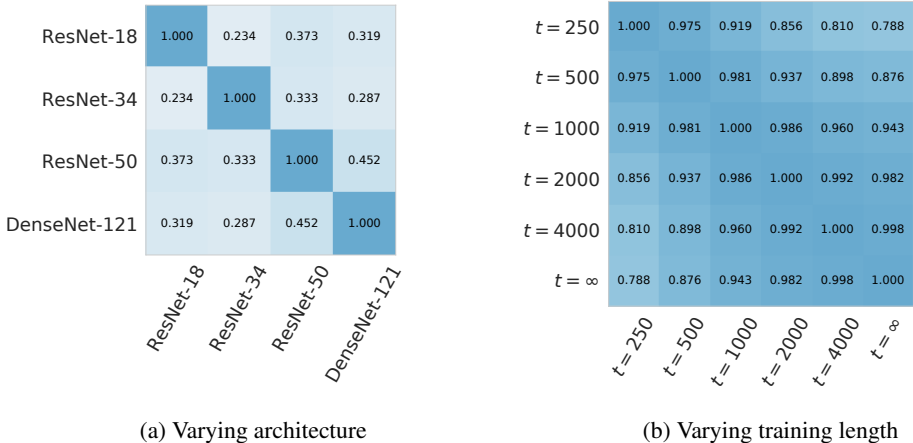 ResNet-18 1.000 0.234 0.373 0.319
ResNet-34 0.234 1.000 0.333 0.287
ResNet-50 0.373 0.333 1.000 0.452
DenseNet-121 0.319 0.287 0.452 1.000
ResNet-18 ResNet-34 ResNet-50 DenseNet-121
(a) Varying architecture
t = 250 1.000 0.975 0.919 0.856 0.810 0.788
t = 500 0.975 1.000 0.981 0.937 0.898 0.876
t = 1000 0.919 0.981 1.000 0.986 0.960 0.943
t = 2000 0.856 0.937 0.986 1.000 0.992 0.982
t = 4000 0.810 0.898 0.960 0.992 1.000 0.998
t = ∞ 0.788 0.876 0.943 0.982 0.998 1.000
t = 250 t = 500 t = 1000 t = 2000 t = 4000 t = ∞
(b) Varying training length